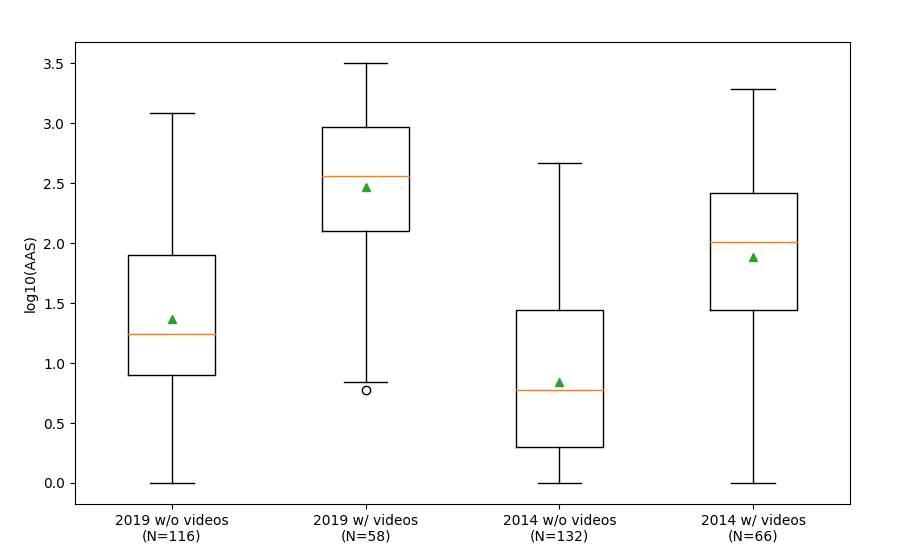 log10(AAS)
3.5
3.0
2.5
2.0
1.5
1.0
0.5
0.0
2019 w/o videos
(N=116)
2019 w/ videos
(N=58)
2014 w/o videos
(N=132)
2014 w/ videos
(N=66)